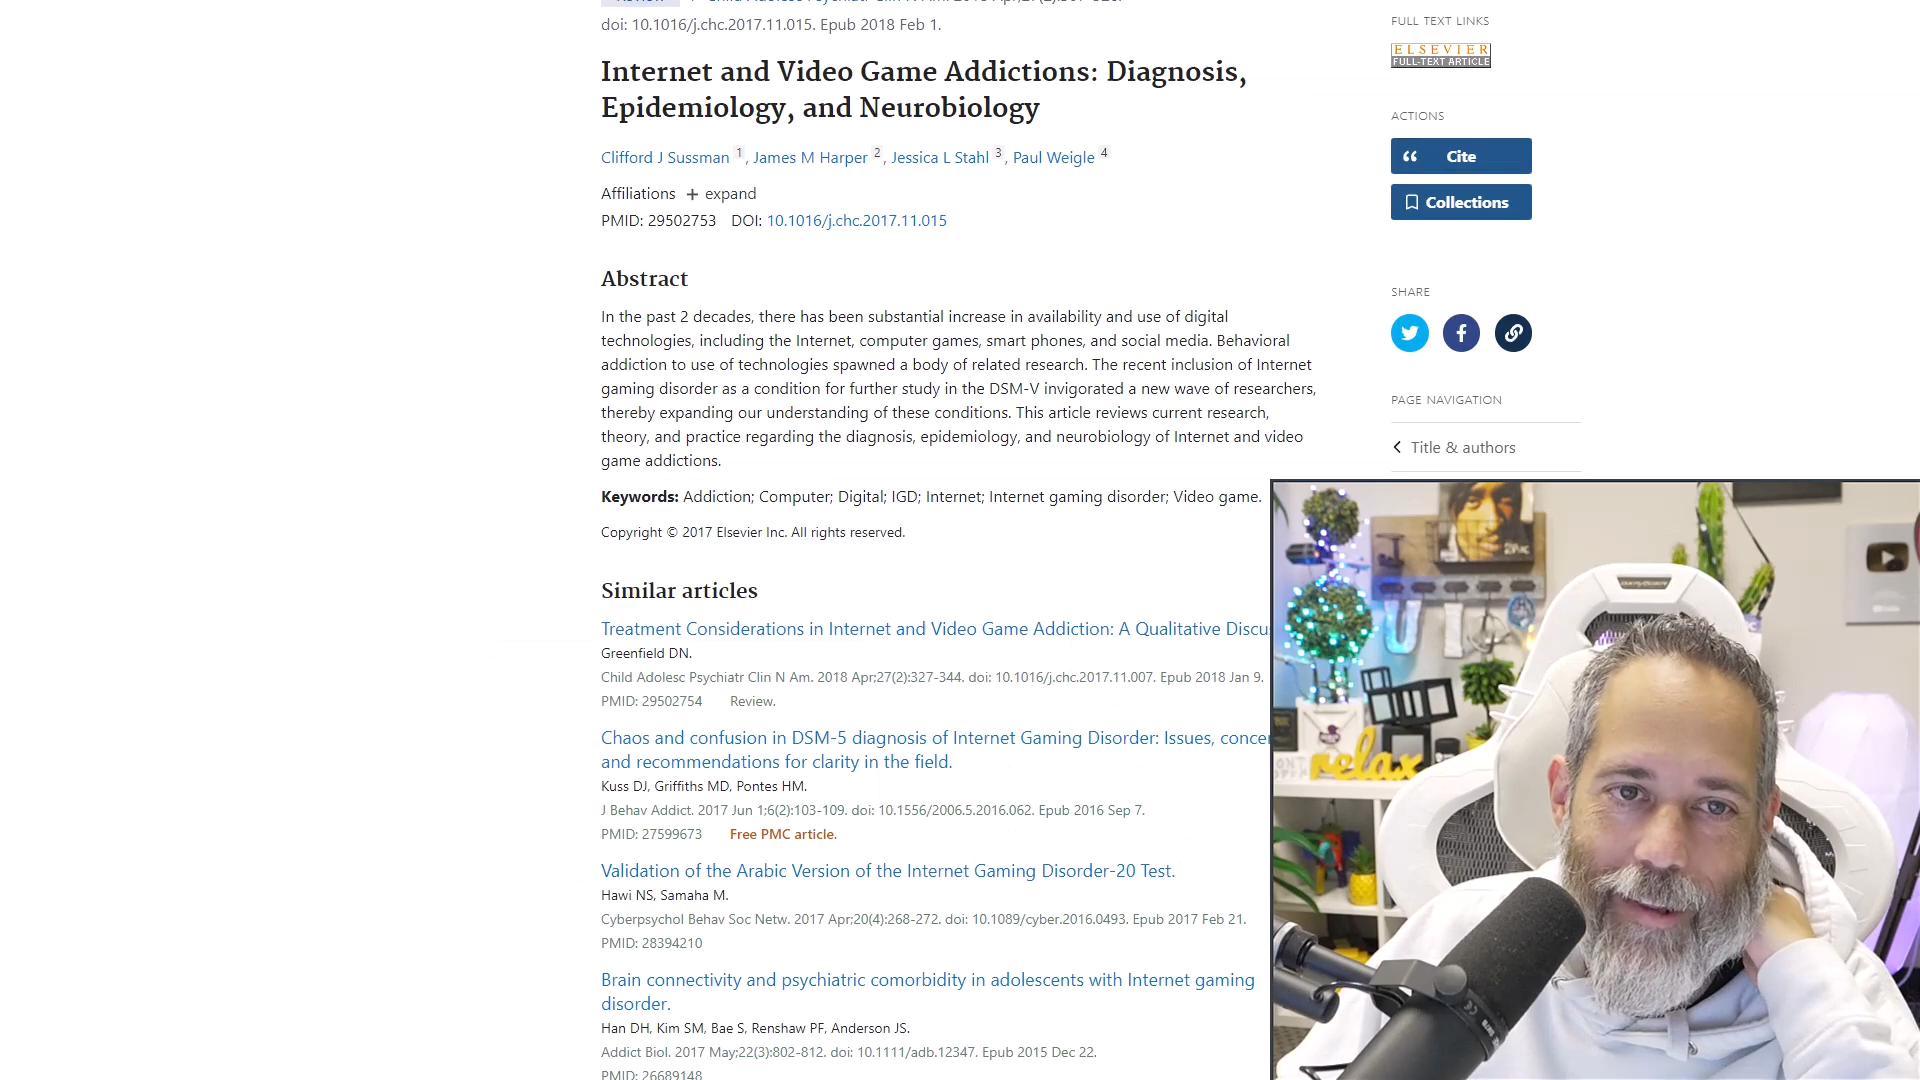 doi: 10.1016/j.chc.2017.11.015. Epub 2018 Feb 1.
Internet and Video Game Addictions: Diagnosis,
Epidemiology, and Neurobiology
Clifford J Sussman 1, James M Harper 2, Jessica L Stahl 3, Paul Weigle 4
Affiliations + expand
PMID: 29502753 DOI: 10.1016/j.chc.2017.11.015
Abstract
In the past 2 decades, there has been substantial increase in availability and use of digital
technologies, including the Internet, computer games, smart phones, and social media. Behavioral
addiction to use of technologies spawned a body of related research. The recent inclusion of Internet
gaming disorder as a condition for further study in the DSM-V invigorated a new wave of researchers,
thereby expanding our understanding of these conditions. This article reviews current research,
theory, and practice regarding the diagnosis, epidemiology, and neurobiology of Internet and video
game addictions.
Keywords: Addiction; Computer; Digital; IGD; Internet; Internet gaming disorder; Video game.
Copyright © 2017 Elsevier Inc. All rights reserved.
Similar articles
Treatment Considerations in Internet and Video Game Addiction: A Qualitative
Greenfield DN.
Child Adolesc Psychiatr Clin N Am. 2018 Apr;27(2):327-344. doi: 10.1016/j.chc.2017.11.007. Epub 2018 Jan 9.
PMID: 29502754 Review.
Chaos and confusion in DSM-5 diagnosis of Internet Gaming Disorder: Issues,
and recommendations for clarity in the field.
Kuss DJ, Griffiths MD, Pontes HM.
J Behav Addict. 2017 Jun 1;6(2):103-109. doi: 10.1556/2006.5.2016.062. Epub 2016 Sep 7.
PMID: 27599673 Free PMC article.
Validation of the Arabic Version of the Internet Gaming Disorder-20 Test.
Hawi NS, Samaha M.
Cyberpsychol Behav Soc Netw. 2017 Apr;20(4):268-272. doi: 10.1089/cyber.2016.0493. Epub 2017 Feb 21.
PMID: 28394210
Brain connectivity and psychiatric comorbidity in adolescents with Internet gaming
disorder.
Han DH, Kim SM, Bae S, Renshaw PF, Anderson JS.
Addict Biol. 2017 May;22(3):802-812. doi: 10.1111/adb.12347. Epub 2015 Dec 22.
PMID: 26689148
FULL TEXT LINKS
ELSEVIER
FULL-TEXT ARTICLE
ACTIONS
Cite
Collections
SHARE
PAGE NAVIGATION
Title & authors
relax